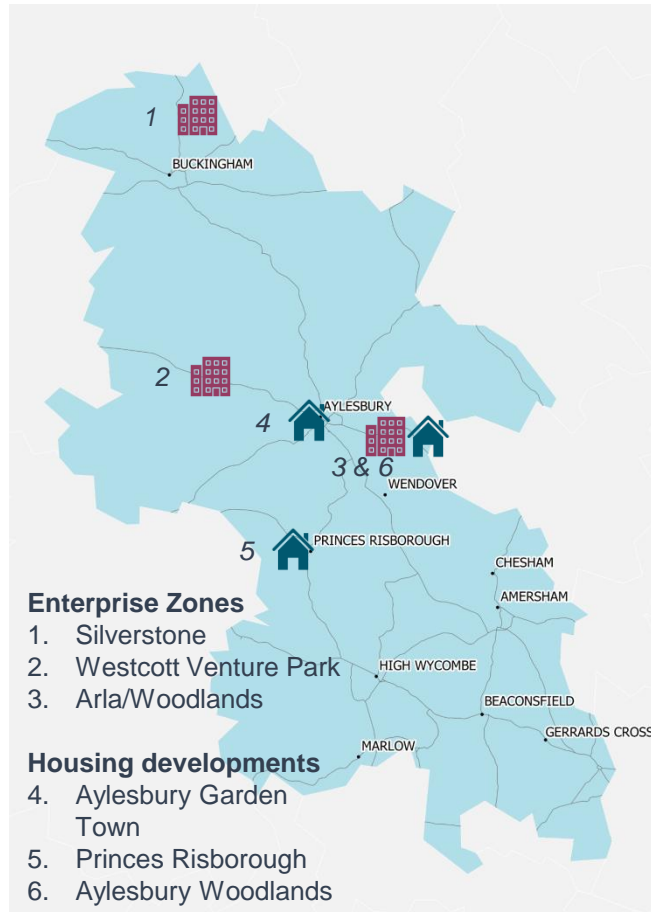 1
BUCKINGHAM
2
AYLESBURY
4
3 & 6
WENDOVER
5
PRINCES RISBOROUGH
CHESHAM
AMERSHAM
Enterprise Zones
1. Silverstone
2. Westcott Venture Park
3. Arla/Woodlands
HIGH WYCOMBE
BEACONSFIELD
GERRARDS CROSS
MARLOW
Housing developments
4. Aylesbury Garden
Town
5. Princes Risborough
6. Aylesbury Woodlands